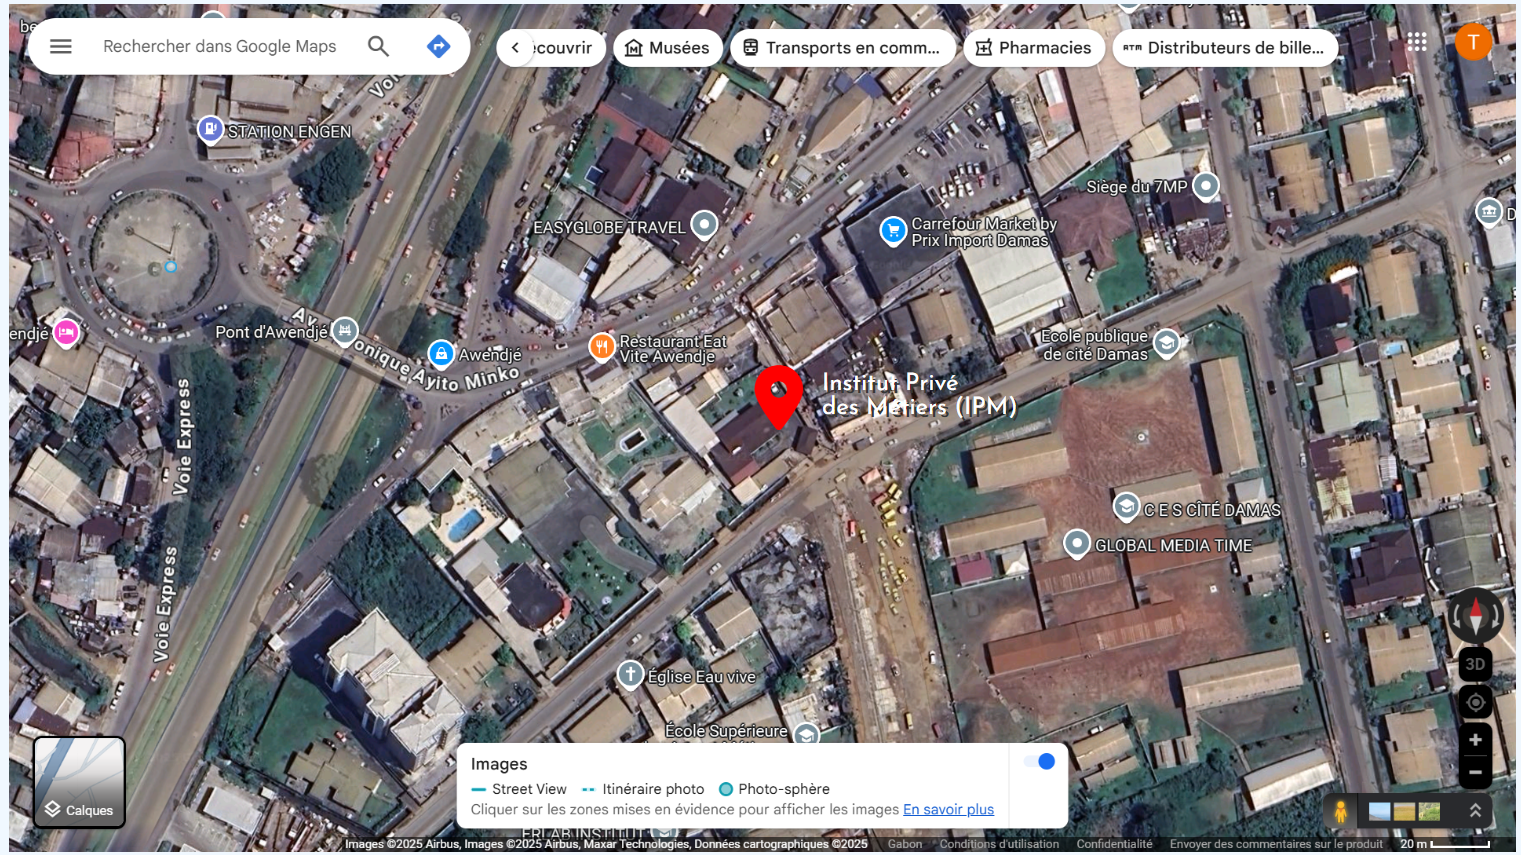 Rechercher dans Google Maps
écouvrir
Musées
Transports en comm...
Pharmacies
Distributeurs de bille...
T
STATION ENGEN
Siège du 7MP
EASYGLOBE TRAVEL
Carrefour Market by
Prix Import Damas
endjé
Pont d'Awendjé
Awendjé
Restaurant Eat
Vite Awendje
Ecole publique
de cité Damas
Ayito Minko
Institut Privé
des Métiers (IPM)
Voie Express
C E S CÎTÉ DAMAS
GLOBAL MEDIA TIME
Voie Express
Église Eau vive
École Supérieure
3D
Images
Street View
Itinéraire photo
Photo-sphère
Cliquer sur les zones mises en évidence pour afficher les images En savoir plus
Calques
Images ©2025 Airbus, Images ©2025 Airbus, Maxar Technologies, Données cartographiques ©2025
Gabon
Conditions d'utilisation
Confidentialité
Envoyer des commentaires sur le produit
20 m